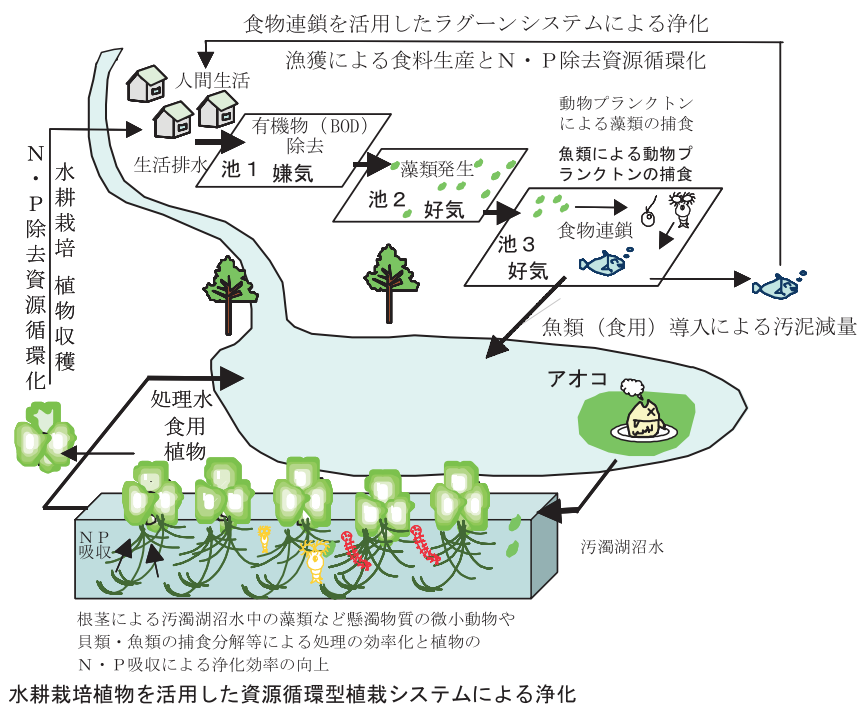 食物連鎖を活用したラグーンシステムによる浄化
漁獲による食料生産とN・P除去資源循環化
人間生活
生活排水
有機物(BOD)
除去
池1 嫌気
藻類発生
池2 好気
動物プランクトン
による藻類の捕食
魚類による動物プ
ランクトンの捕食
食物連鎖
池3
好気
魚類(食用)導入による汚泥減量
水耕栽培 植物収穫
N・P除去資源循環化
処理水
食用
植物
アオコ
汚濁湖沼水
NP
吸収
根茎による汚濁湖沼水中の藻類など懸濁物質の微小動物や
貝類・魚類の捕食分解等による処理の効率化と植物の
N・P吸収による浄化効率の向上
水耕栽培植物を活用した資源循環型植栽システムによる浄化